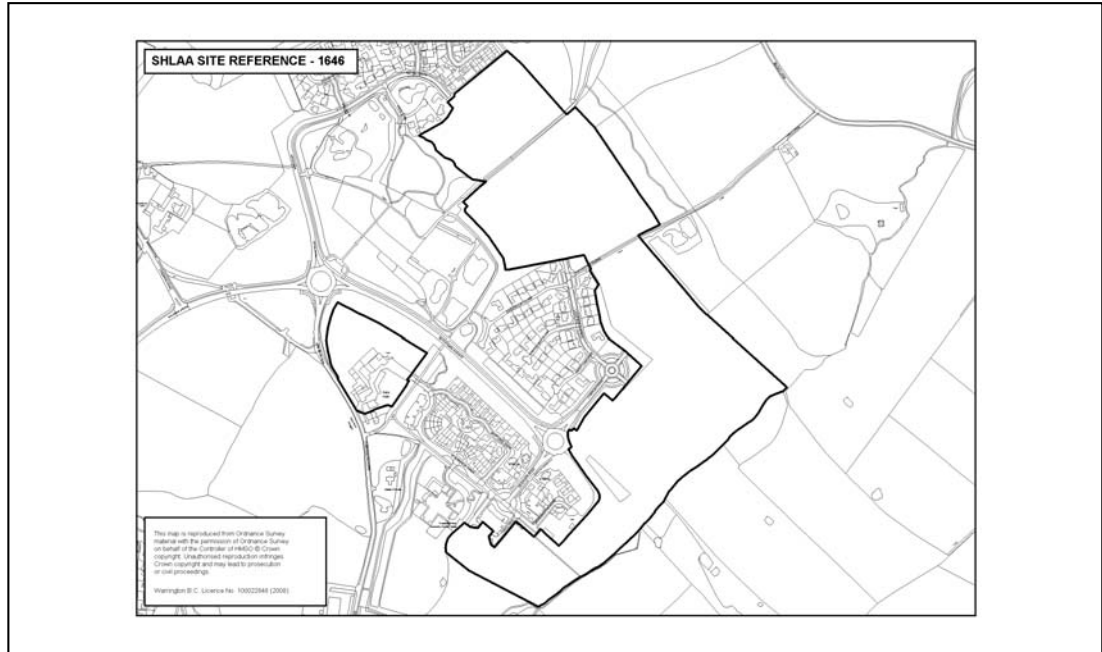 SHLAA SITE REFERENCE - 1646
This map is reproduced from Ordnance Survey
material with the permission of Ordnance Survey
on behalf of the Controller of HMSO © Crown
copyright. Unauthorised reproduction infringes
Crown copyright and may lead to prosecution
or civil proceedings.
Warrington B.C. Licence No. 100022848 (2008)